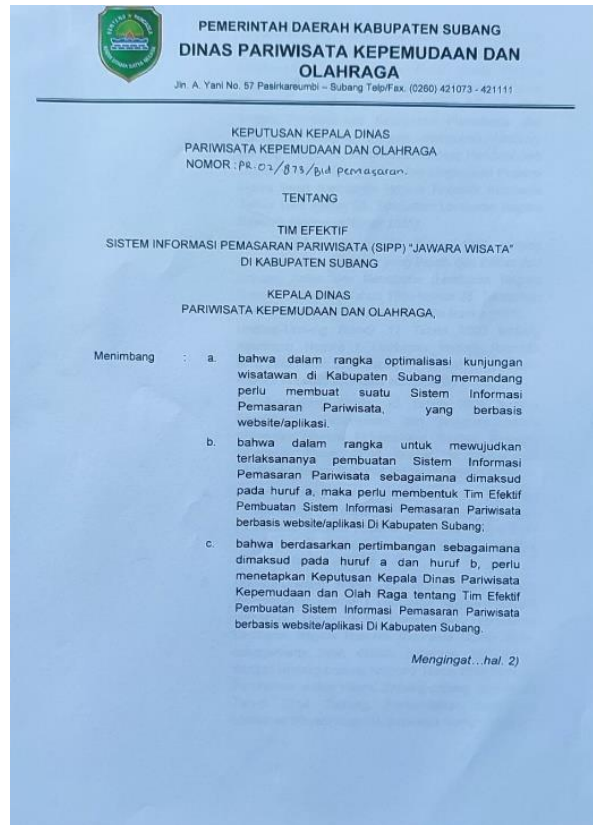 PEMERINTAH DAERAH KABUPATEN SUBANG
DINAS PARIWISATA KEPEMUDAAN DAN
OLAHRAGA
Jln. A. Yani No. 57 Pasirkareumbi – Subang Telp/Fax. (0260) 421073 - 421111
KEPUTUSAN KEPALA DINAS
PARIWISATA KEPEMUDAAN DAN OLAHRAGA
NOMOR : PR.02/873/Bid pemasaran.
TENTANG
TIM EFEKTIF
SISTEM INFORMASI PEMASARAN PARIWISATA (SIPP) "JAWARA WISATA"
DI KABUPATEN SUBANG
KEPALA DINAS
PARIWISATA KEPEMUDAAN DAN OLAHRAGA,
Menimbang : a. bahwa dalam rangka optimalisasi kunjungan
wisatawan di Kabupaten Subang memandang
perlu membuat suatu Sistem Informasi
Pemasaran Pariwisata, yang berbasis
website/aplikasi.
b. bahwa dalam rangka untuk mewujudkan
terlaksananya pembuatan Sistem Informasi
Pemasaran Pariwisata sebagaimana dimaksud
pada huruf a, maka perlu membentuk Tim Efektif
Pembuatan Sistem Informasi Pemasaran Pariwisata
berbasis website/aplikasi Di Kabupaten Subang;
c. bahwa berdasarkan pertimbangan sebagaimana
dimaksud pada huruf a dan huruf b, perlu
menetapkan Keputusan Kepala Dinas Pariwisata
Kepemudaan dan Olah Raga tentang Tim Efektif
Pembuatan Sistem Informasi Pemasaran Pariwisata
berbasis website/aplikasi Di Kabupaten Subang.
Mengingat...hal. 2)